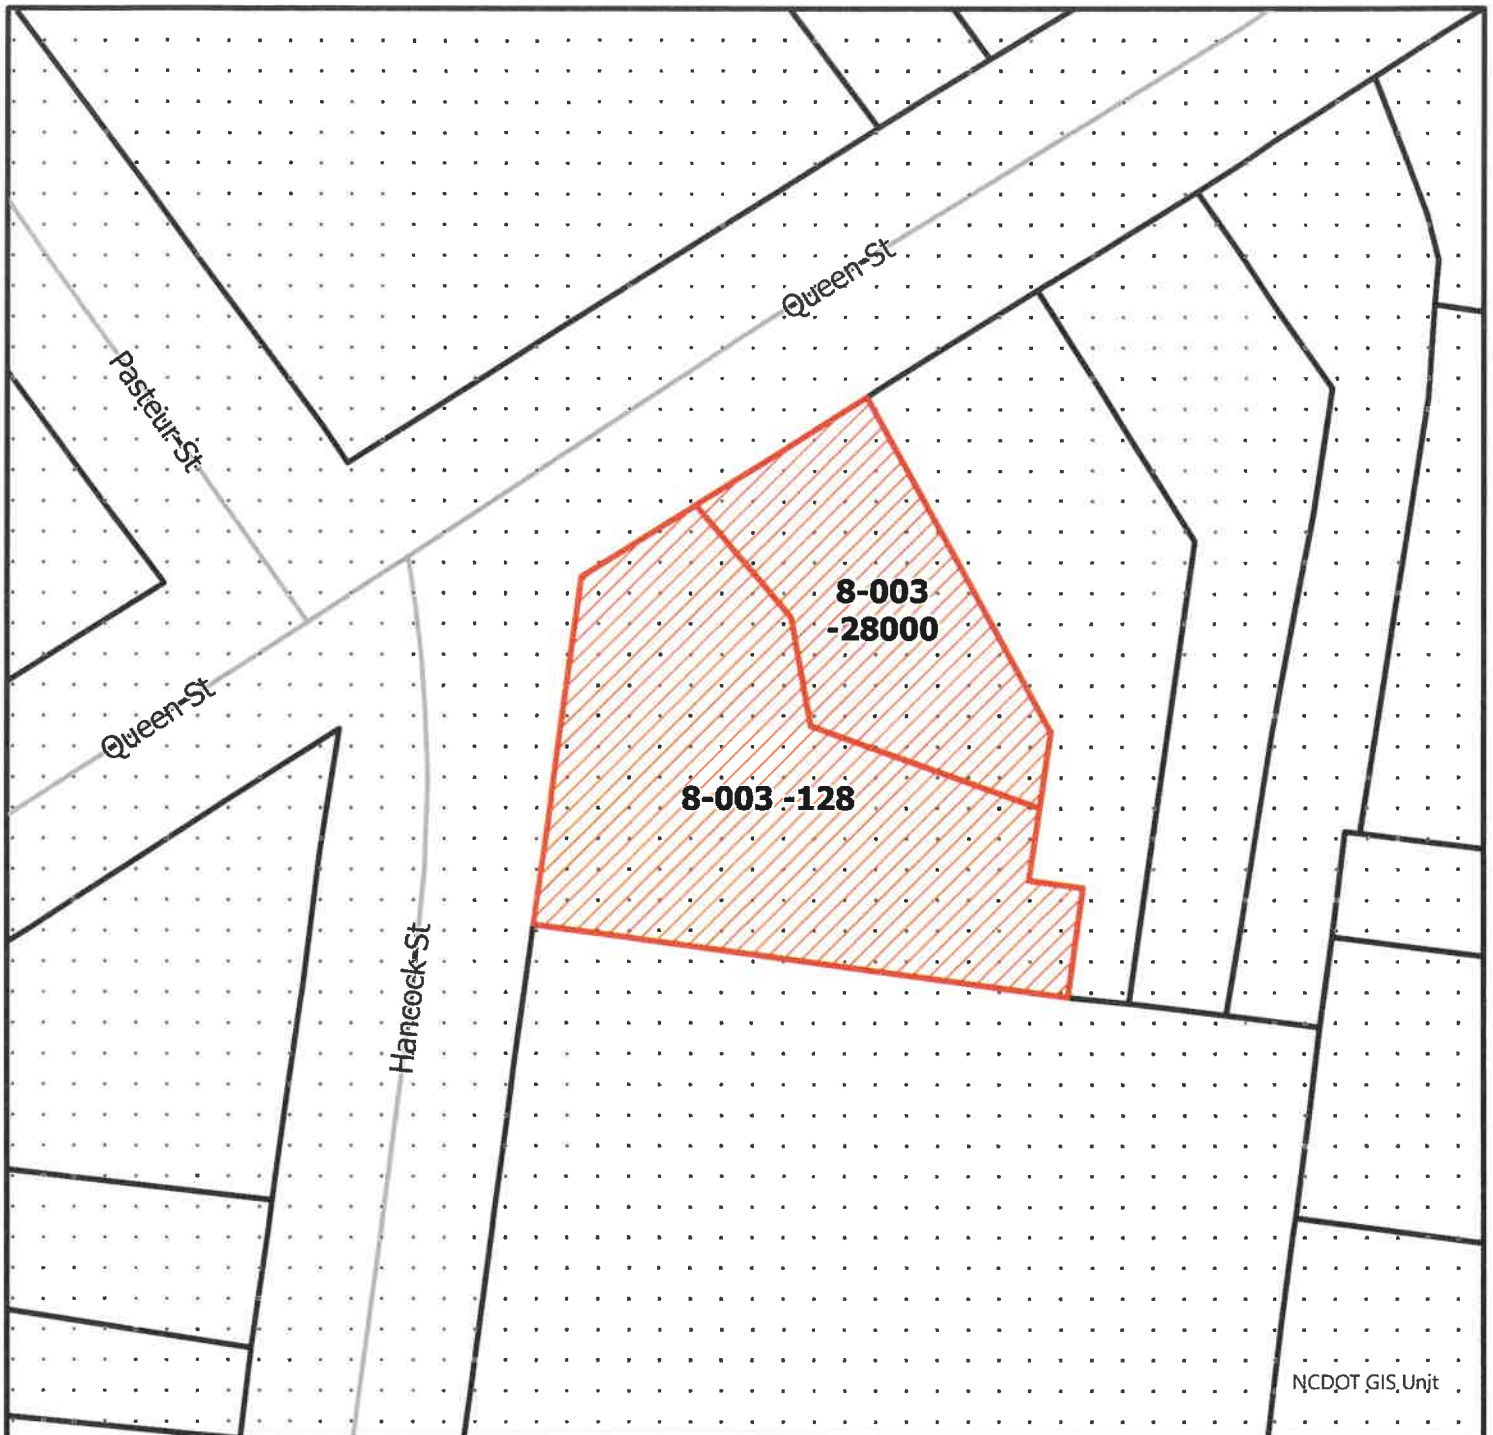 Queen-St
Pasteur-St
8-003
-28000
Queen-St
8-003 -128
Hancock-St
NCDOT GIS Unit